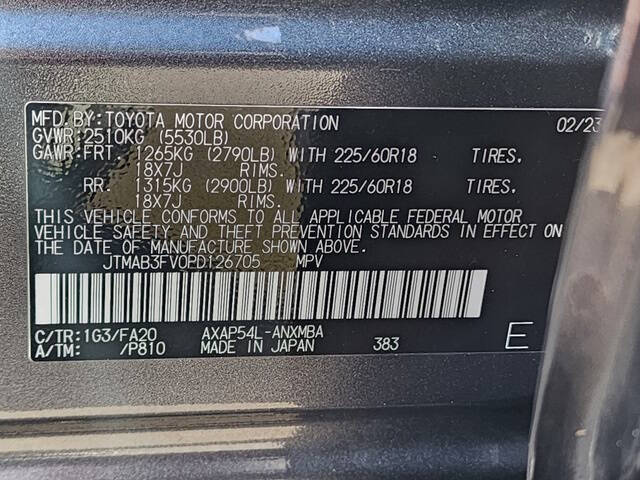 MFD.BY:TOYOTA MOTOR CORPORATION 02/23
GVWR:2510KG (5530LB)
GAWR:FRT. 1265KG (2790LB) WITH 225/60R18 TIRES.
18X7J RIMS.
RR. 1315KG (2900LB) WITH 225/60R18 TIRES.
18X7J RIMS.
THIS VEHICLE CONFORMS TO ALL APPLICABLE FEDERAL MOTOR
VEHICLE SAFETY AND THEFT PREVENTION STANDARDS IN EFFECT ON
THE DATE OF MANUFACTURE SHOWN ABOVE.
JTMAB3FV0PD126705 MPV
C/TR:1G3/FA20 AXAP54L-ANXMBA
A/TM: /P810 MADE IN JAPAN 383 E